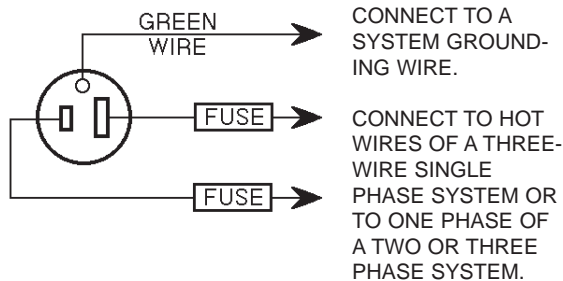 GREEN
WIRE
CONNECT TO A
SYSTEM GROUND-
ING WIRE.
FUSE
CONNECT TO HOT
WIRES OF A THREE-
WIRE SINGLE
PHASE SYSTEM OR
TO ONE PHASE OF
A TWO OR THREE
PHASE SYSTEM.
FUSE